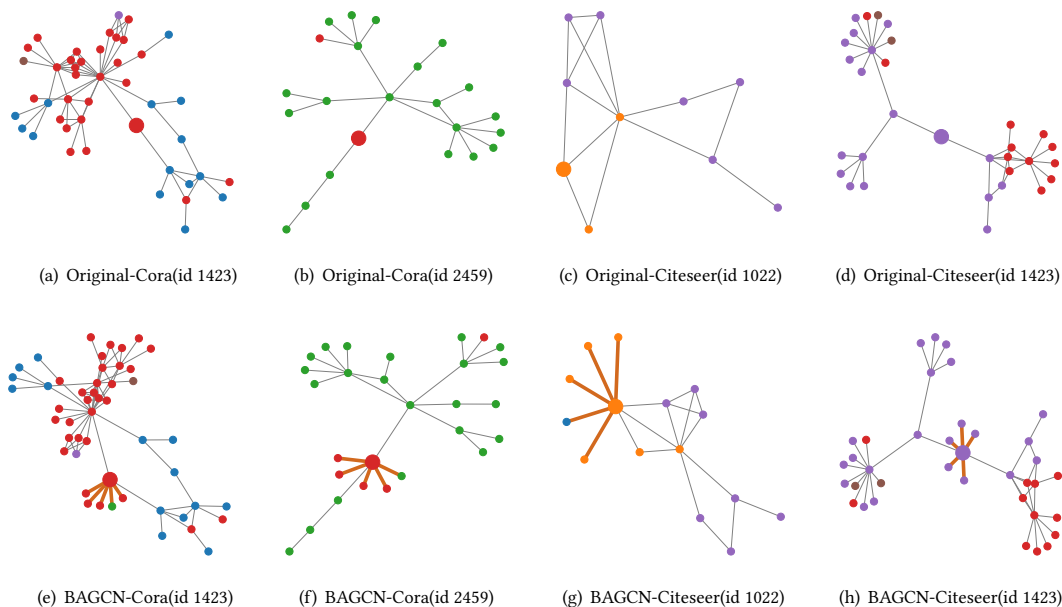 (a) Original-Cora(id 1423)
(b) Original-Cora(id 2459)
(c) Original-Citeseer(id 1022)
(d) Original-Citeseer(id 1423)
(e) BAGCN-Cora(id 1423)
(f) BAGCN-Cora(id 2459)
(g) BAGCN-Citeseer(id 1022)
(h) BAGCN-Citeseer(id 1423)